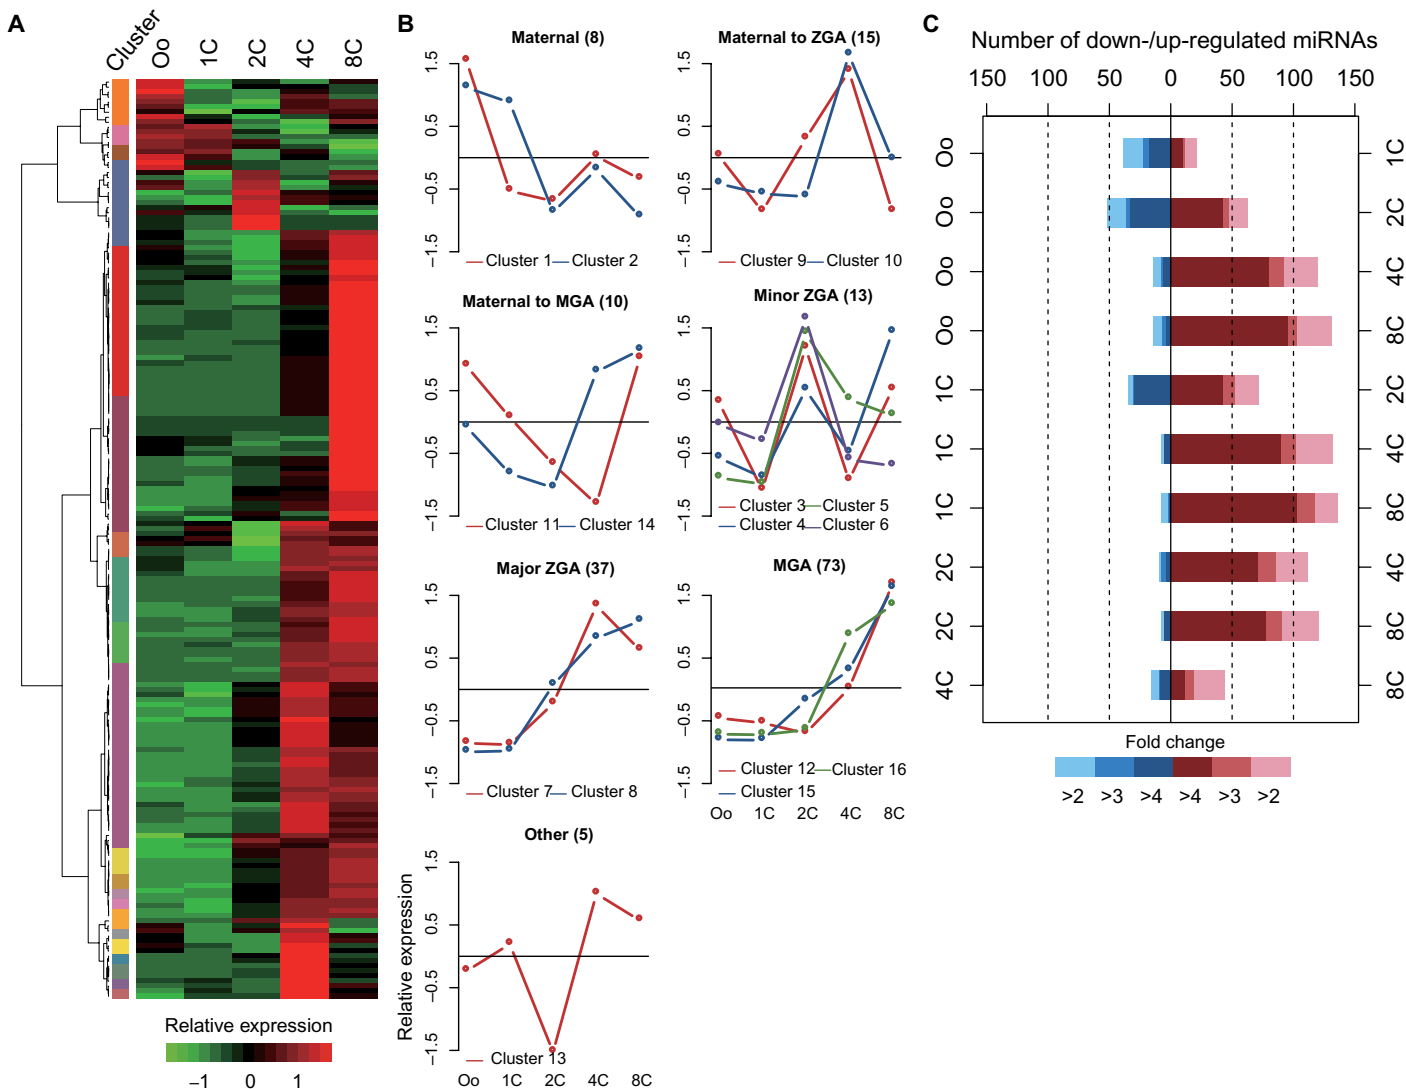 A
Cluster
Oo
1C
2C
4C
8C
Relative expression
−1 0 1
B
Maternal (8)
1.5
0.5
−0.5
−1.5
Cluster 1 Cluster 2
Maternal to ZGA (15)
1.5
0.5
−0.5
−1.5
Cluster 9 Cluster 10
Maternal to MGA (10)
1.5
0.5
−0.5
−1.5
Cluster 11 Cluster 14
Minor ZGA (13)
1.5
0.5
−0.5
−1.5
Cluster 3 Cluster 5
Cluster 4 Cluster 6
Major ZGA (37)
1.5
0.5
−0.5
−1.5
Cluster 7 Cluster 8
MGA (73)
1.5
0.5
−0.5
−1.5
Cluster 12 Cluster 16
Cluster 15
Oo 1C 2C 4C 8C
Other (5)
1.5
0.5
−0.5
−1.5
Relative expression
Cluster 13
Oo 1C 2C 4C 8C
C
Number of down-/up-regulated miRNAs
150 100 50 0 50 100 150
Oo 1C
Oo 2C
Oo 4C
Oo 8C
1C 2C
1C 4C
1C 8C
2C 4C
2C 8C
4C 8C
Fold change
>2 >3 >4 >4 >3 >2